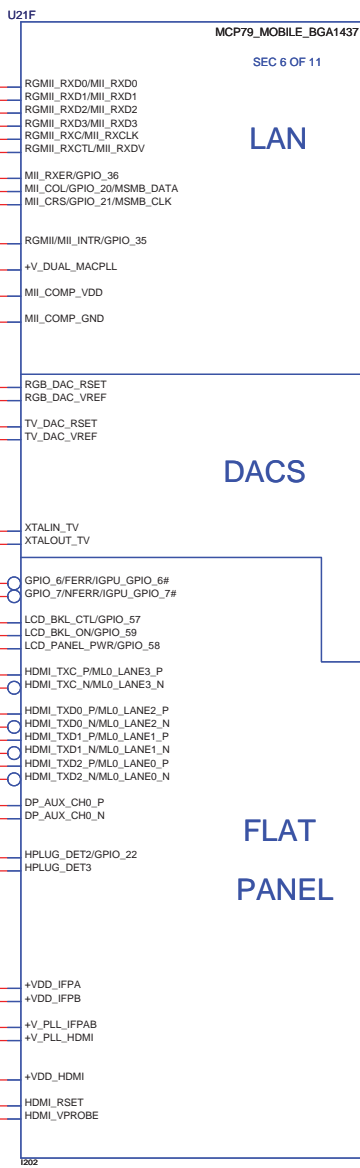 U21F
MCP79_MOBILE_BGA1437
SEC 6 OF 11
LAN
RGMII_RXD0/MII_RXD0
RGMII_RXD1/MII_RXD1
RGMII_RXD2/MII_RXD2
RGMII_RXD3/MII_RXD3
RGMII_RXC/MII_RXCLK
RGMII_RXCTL/MII_RXDV
MII_RXER/GPIO_36
MII_COL/GPIO_20/MSMB_DATA
MII_CRS/GPIO_21/MSMB_CLK
RGMII/MII_INTR/GPIO_35
+V_DUAL_MACPLL
MII_COMP_VDD
MII_COMP_GND
RGB_DAC_RSET
RGB_DAC_VREF
TV_DAC_RSET
TV_DAC_VREF
DACS
XTALIN_TV
XTALOUT_TV
GPIO_6/FERR/IGPU_GPIO_6#
GPIO_7/NFERR/IGPU_GPIO_7#
LCD_BKL_CTL/GPIO_57
LCD_BKL_ON/GPIO_59
LCD_PANEL_PWR/GPIO_58
HDMI_TXC_P/ML0_LANE3_P
HDMI_TXC_N/ML0_LANE3_N
HDMI_TXD0_P/ML0_LANE2_P
HDMI_TXD0_N/ML0_LANE2_N
HDMI_TXD1_P/ML0_LANE1_P
HDMI_TXD1_N/ML0_LANE1_N
HDMI_TXD2_P/ML0_LANE0_P
HDMI_TXD2_N/ML0_LANE0_N
DP_AUX_CH0_P
DP_AUX_CH0_N
FLAT
PANEL
HPLUG_DET2/GPIO_22
HPLUG_DET3
+VDD_IFPA
+VDD_IFPB
+V_PLL_IFPAB
+V_PLL_HDMI
+VDD_HDMI
HDMI_RSET
HDMI_VPROBE
I202